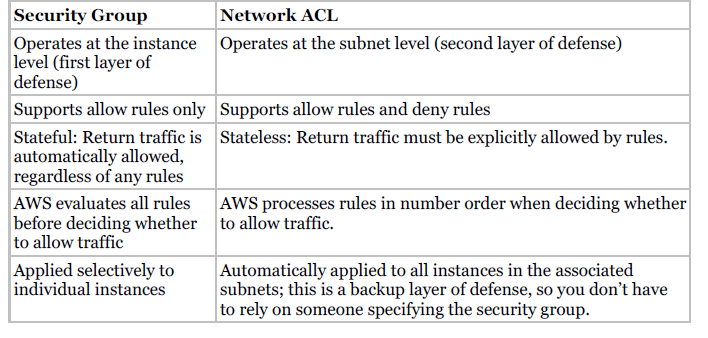 Security Group
Network ACL
Operates at the instance
level (first layer of
defense)
Operates at the subnet level (second layer of defense)
Supports allow rules only
Supports allow rules and deny rules
Stateful: Return traffic is
automatically allowed,
regardless of any rules
Stateless: Return traffic must be explicitly allowed by rules.
AWS evaluates all rules
before deciding whether
to allow traffic
AWS processes rules in number order when deciding whether
to allow traffic.
Applied selectively to
individual instances
Automatically applied to all instances in the associated
subnets; this is a backup layer of defense, so you don’t have
to rely on someone specifying the security group.